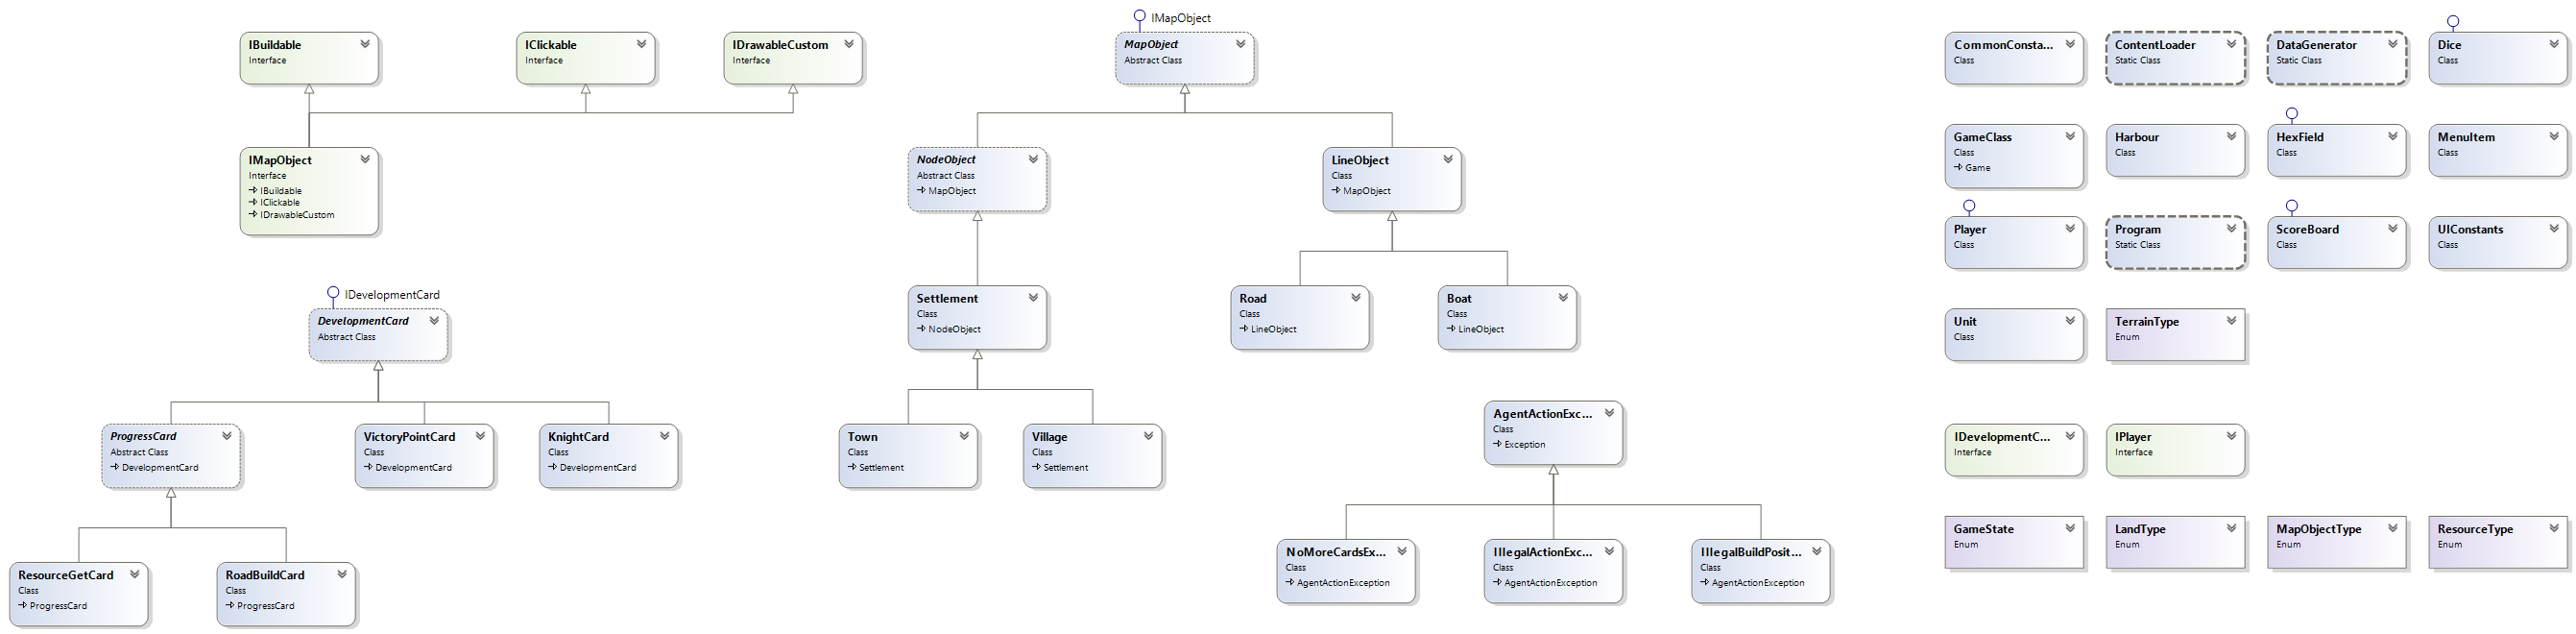 IBuildable
Interface
IClickable
Interface
IDrawableCustom
Interface
IMapObject
Interface
IBuildable
IClickable
IDrawableCustom
IDevelopmentCard
DevelopmentCard
Abstract Class
ProgressCard
Abstract Class
DevelopmentCard
VictoryPointCard
Class
DevelopmentCard
KnightCard
Class
DevelopmentCard
ResourceGetCard
Class
ProgressCard
RoadBuildCard
Class
ProgressCard
IMapObject
MapObject
Abstract Class
NodeObject
Abstract Class
MapObject
LineObject
Class
MapObject
Settlement
Class
NodeObject
Road
Class
LineObject
Boat
Class
LineObject
Town
Class
Settlement
Village
Class
Settlement
AgentActionExc...
Class
Exception
NoMoreCardsEx...
Class
AgentActionException
IllegalActionExc...
Class
AgentActionException
IllegalBuildPosit...
Class
AgentActionException
CommonConsta...
Class
ContentLoader
Static Class
DataGenerator
Static Class
Dice
Class
GameClass
Class
Game
Harbour
Class
HexField
Class
MenuItem
Class
Player
Class
Program
Static Class
ScoreBoard
Class
UIConstants
Class
Unit
Class
TerrainType
Enum
IDevelopmentC...
Interface
IPlayer
Interface
GameState
Enum
LandType
Enum
MapObjectType
Enum
ResourceType
Enum